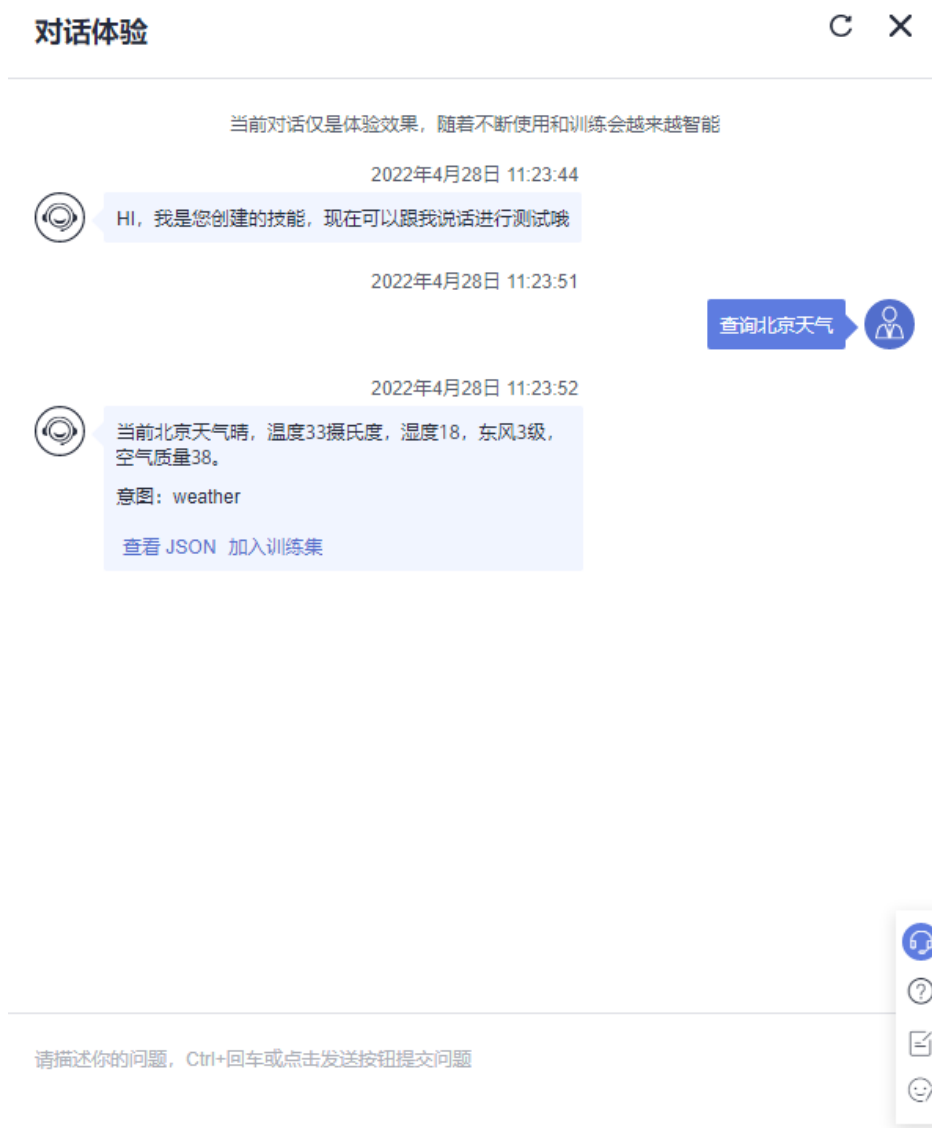 对话体验
当前对话仅是体验效果，随着不断使用和训练会越来越智能
2022年4月28日 11:23:44
HI，我是您创建的技能，现在可以跟我说话进行测试哦
2022年4月28日 11:23:51
查询北京天气
2022年4月28日 11:23:52
当前北京天气晴，温度33摄氏度，湿度18，东风3级，
空气质量38。
意图：weather
查看 JSON 加入训练集
请描述你的问题，Ctrl+回车或点击发送按钮提交问题